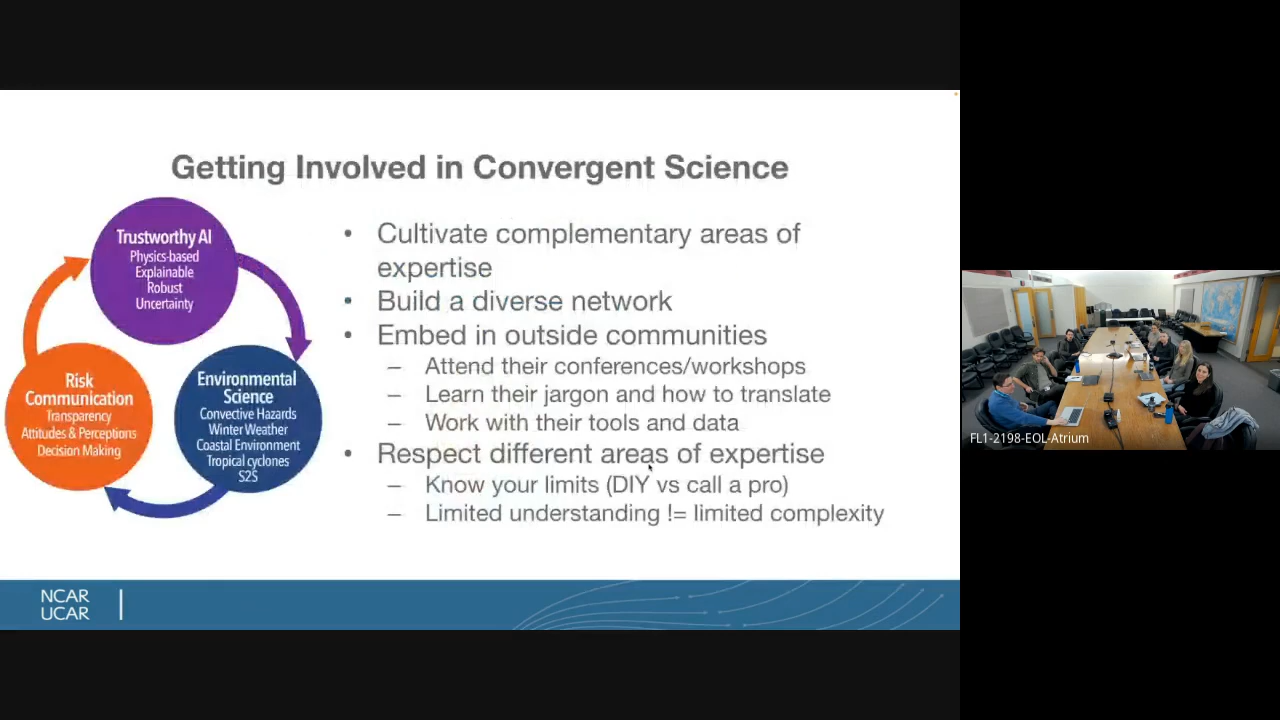 Getting Involved in Convergent Science
Trustworthy AI
Physics-based
Explainable
Robust
Uncertainty
Risk
Communication
Transparency
Attitudes & Perceptions
Decision Making
Environmental
Science
Convective Hazards
Winter Weather
Coastal Environment
Tropical cyclones
S2S
• Cultivate complementary areas of
expertise
• Build a diverse network
• Embed in outside communities
– Attend their conferences/workshops
– Learn their jargon and how to translate
– Work with their tools and data
• Respect different areas of expertise
– Know your limits (DIY vs call a pro)
– Limited understanding != limited complexity
NCAR
UCAR
FL1-2198-EOL-Atrium